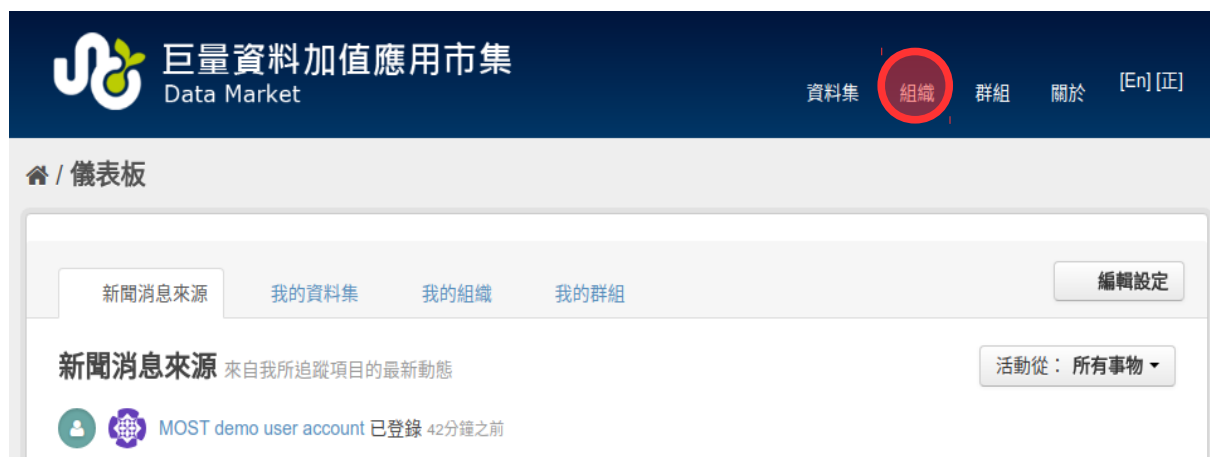 巨量資料加值應用市集
Data Market
資料集 組織 群組 關於 [En] [正]
/ 儀表板
新聞消息來源 我的資料集 我的組織 我的群組 編輯設定
新聞消息來源 來自我所追蹤項目的最新動態 活動從： 所有事物
MOST demo user account 已登錄 42分鐘之前